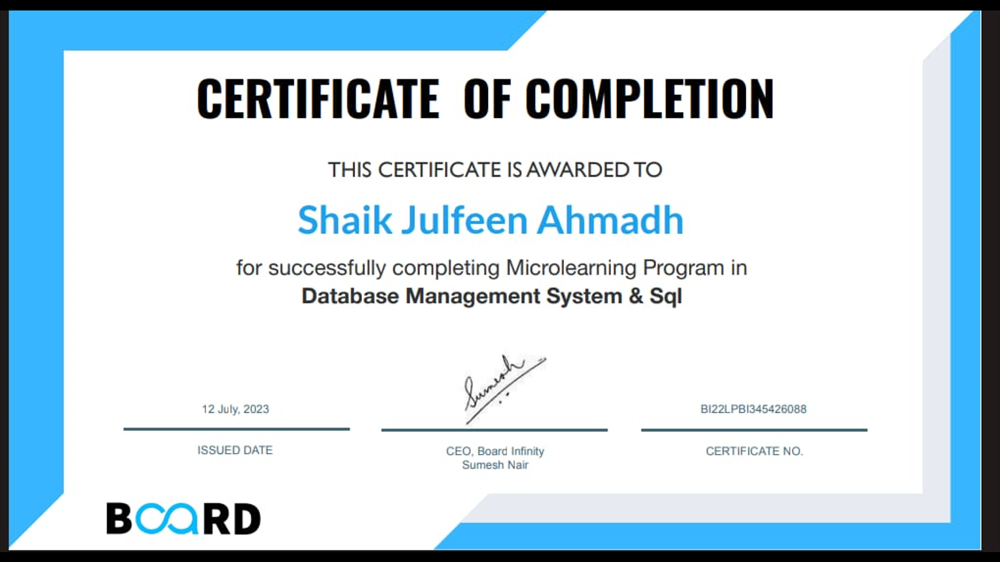 CERTIFICATE OF COMPLETION
THIS CERTIFICATE IS AWARDED TO
Shaik Julfeen Ahmadh
for successfully completing Microlearning Program in
Database Management System & Sql
Sumesh
12 July, 2023
BI22LPBI345426088
ISSUED DATE
CEO, Board Infinity
Sumesh Nair
CERTIFICATE NO.
BOARD